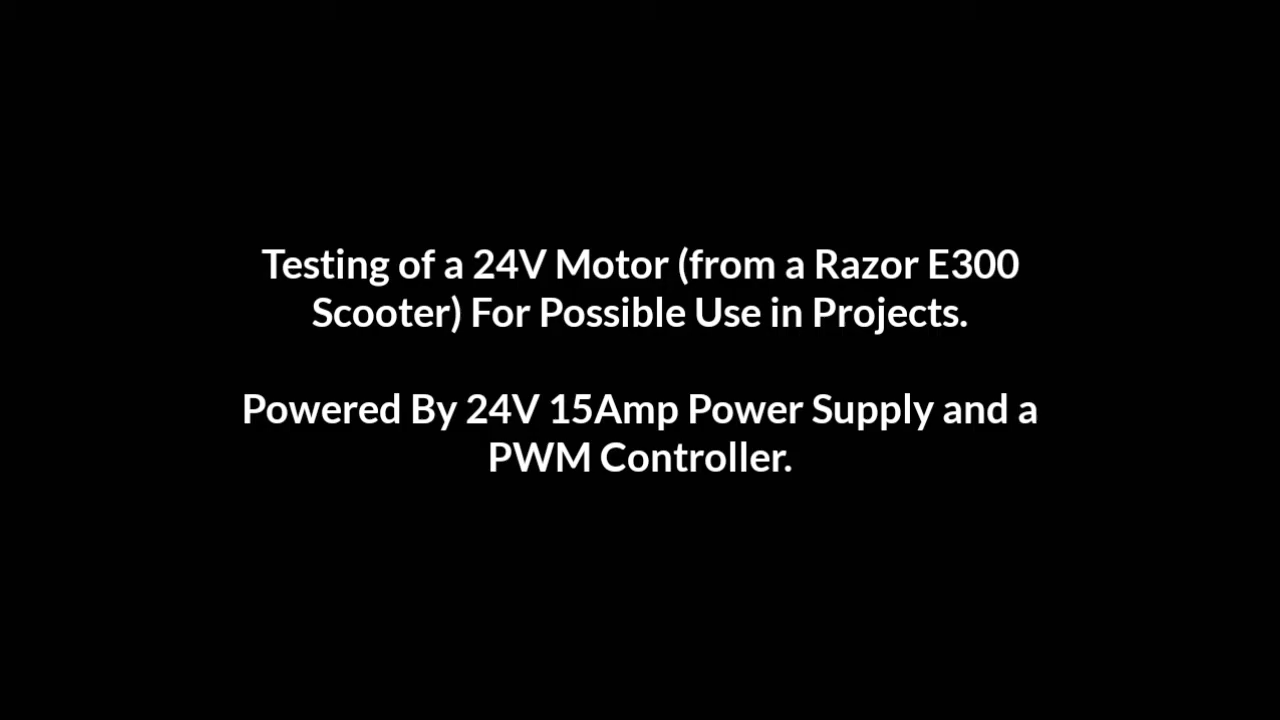 Testing of a 24V Motor (from a Razor E300
Scooter) For Possible Use in Projects.
Powered By 24V 15Amp Power Supply and a
PWM Controller.